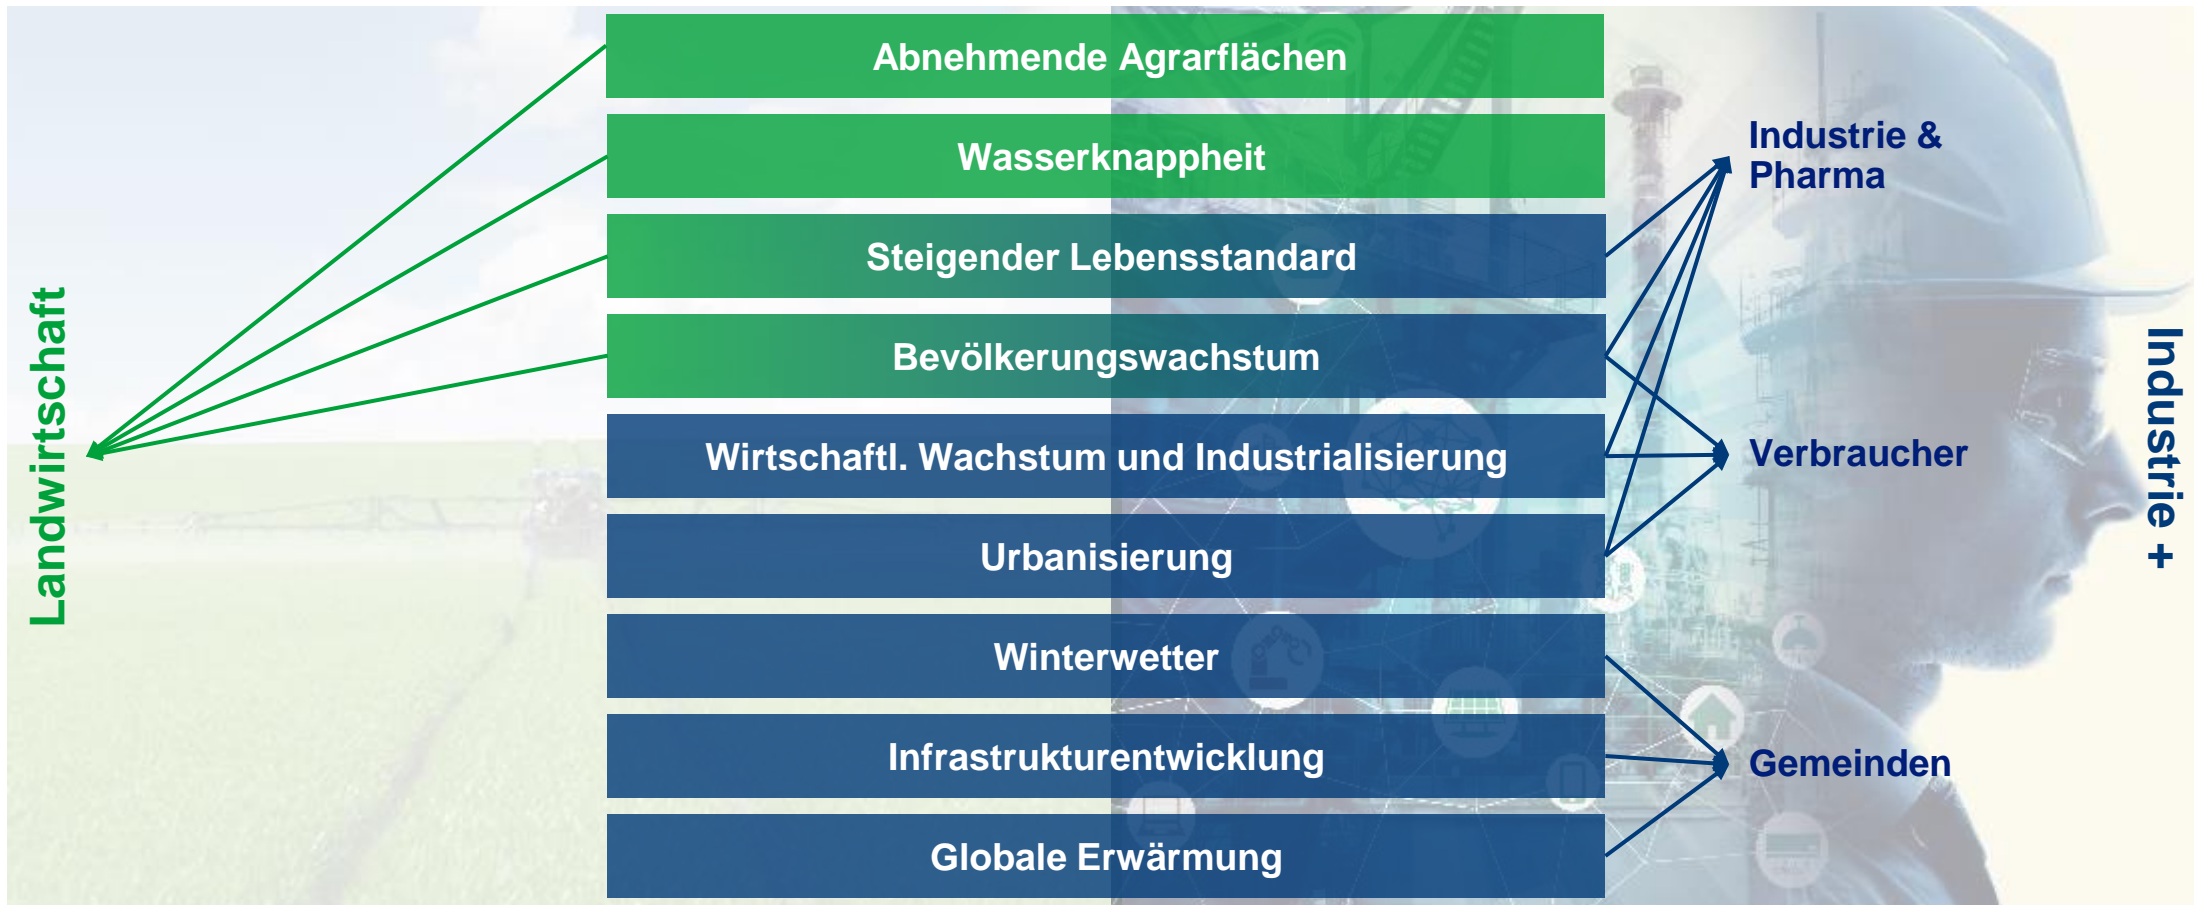 Landwirtschaft
Abnehmende Agrarflächen
Wasserknappheit
Steigender Lebensstandard
Bevölkerungswachstum
Wirtschaftl. Wachstum und Industrialisierung
Urbanisierung
Winterwetter
Infrastrukturentwicklung
Globale Erwärmung
Industrie &
Pharma
Verbraucher
Gemeinden
Industrie +